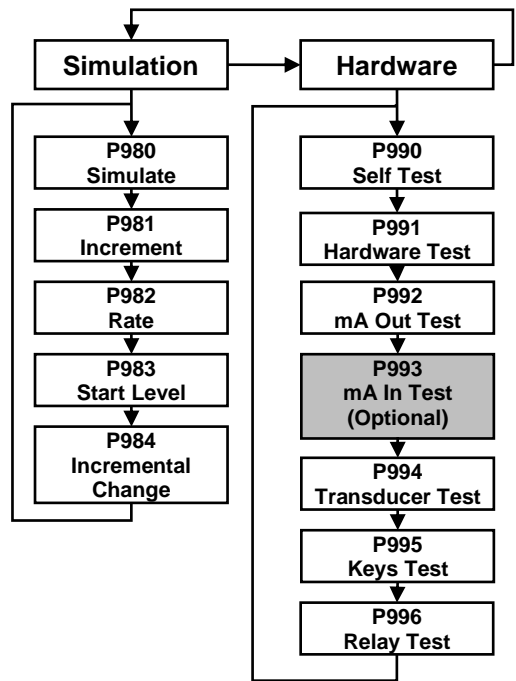 Simulation
Hardware
P980
Simulate
P981
Increment
P982
Rate
P983
Start Level
P984
Incremental
Change
P990
Self Test
P991
Hardware Test
P992
mA Out Test
P993
mA In Test
(Optional)
P994
Transducer Test
P995
Keys Test
P996
Relay Test